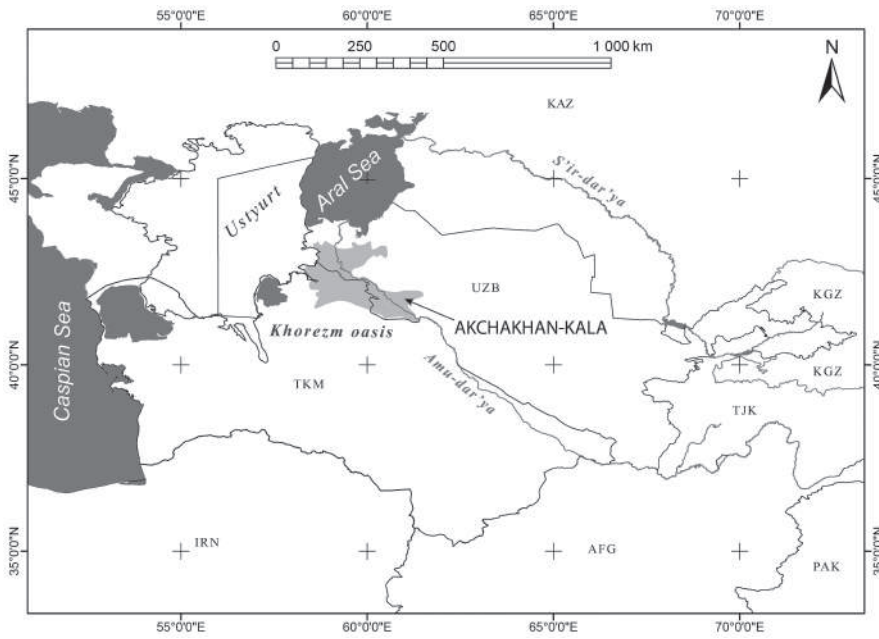 55°0'0"E 60°0'0"E 65°0'0"E 70°0'0"E
0 250 500 1 000 km
N
KAZ
45°0'0"N
45°0'0"N
Aral Sea
S'ir-dar'ya
Ustyurt
UZB
KGZ
AKCHAKHAN-KALA
Khorezm oasis
Caspian Sea
40°0'0"N
40°0'0"N
KGZ
TKM
Amu-dar'ya
TJK
IRN
AFG
PAK
35°0'0"N
35°0'0"N
55°0'0"E 60°0'0"E 65°0'0"E 70°0'0"E